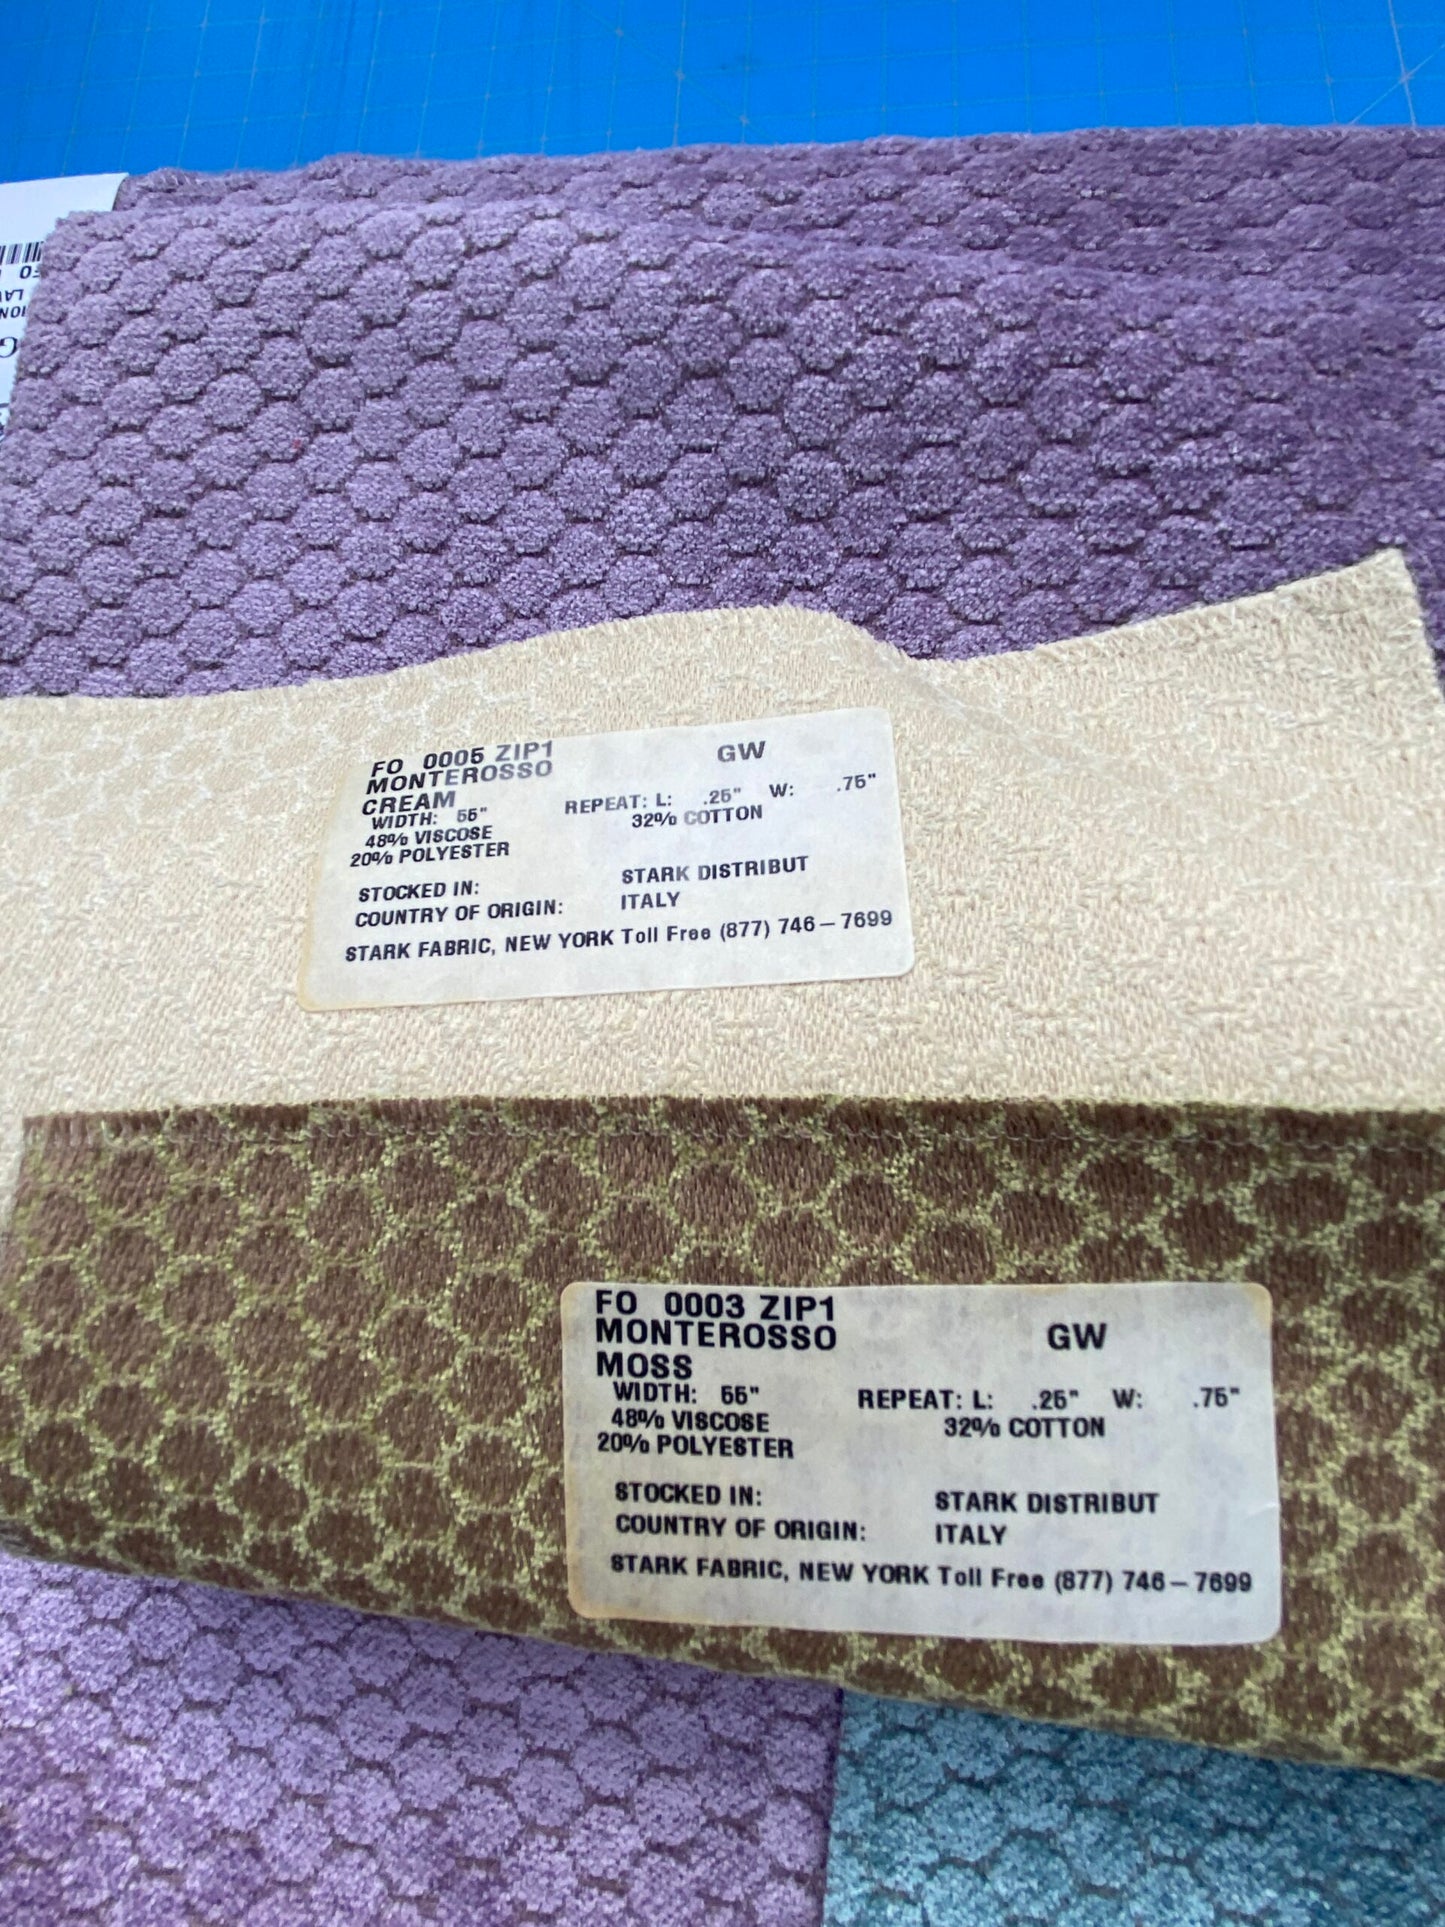 FO 0005 ZIP1
GW
MONTEROSSO
CREAM
WIDTH: 55" REPEAT: L: .25" W: .75"
48% VISCOSE 32% COTTON
20% POLYESTER
STOCKED IN: STARK DISTRIBUT
COUNTRY OF ORIGIN: ITALY
STARK FABRIC, NEW YORK Toll Free (877) 746-7699
FO 0003 ZIP1
MONTEROSSO GW
MOSS
WIDTH: 55" REPEAT: L: .25" W: .75"
48% VISCOSE 32% COTTON
20% POLYESTER
STOCKED IN: STARK DISTRIBUT
COUNTRY OF ORIGIN: ITALY
STARK FABRIC, NEW YORK Toll Free (877) 746-7699